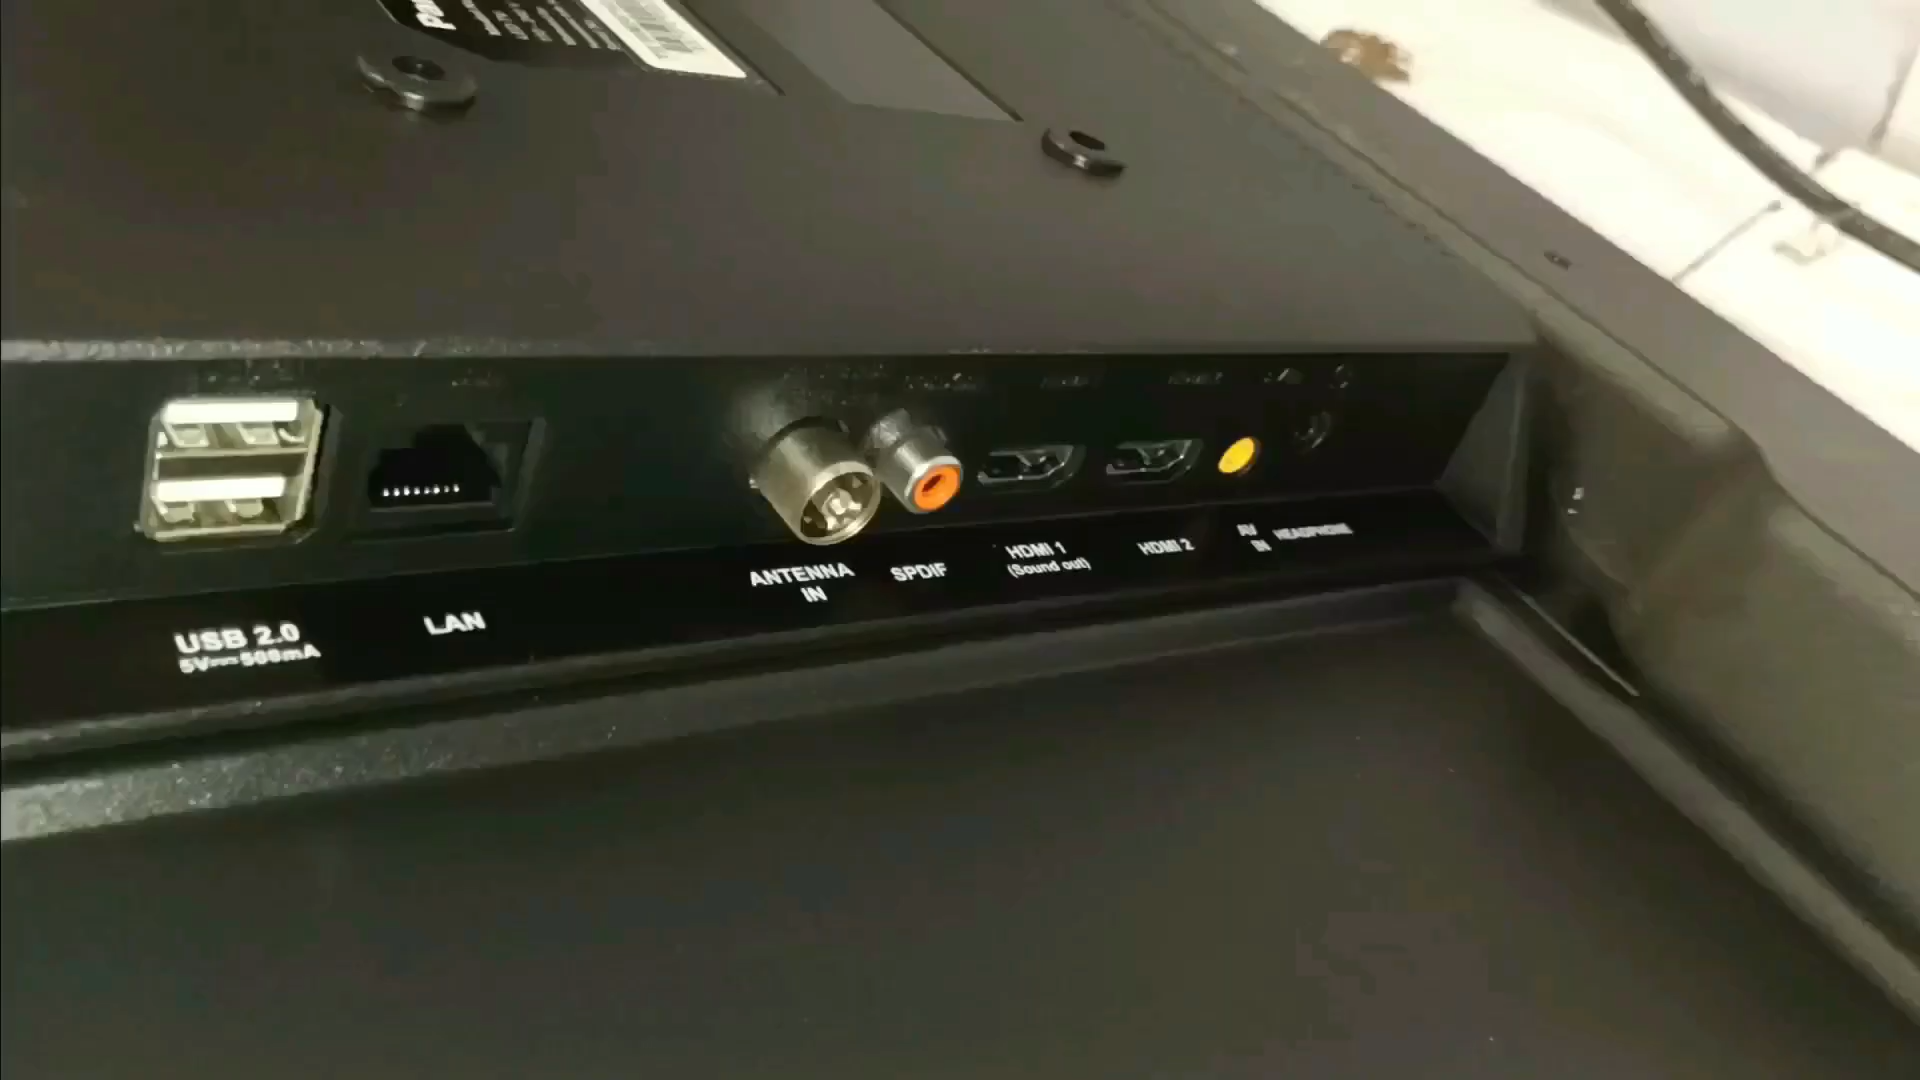 USB 2.0
5V⎓500mA
LAN
ANTENNA
IN
SPDIF
HDMI 1
(Sound out)
HDMI 2
AV
IN
HEADPHONE